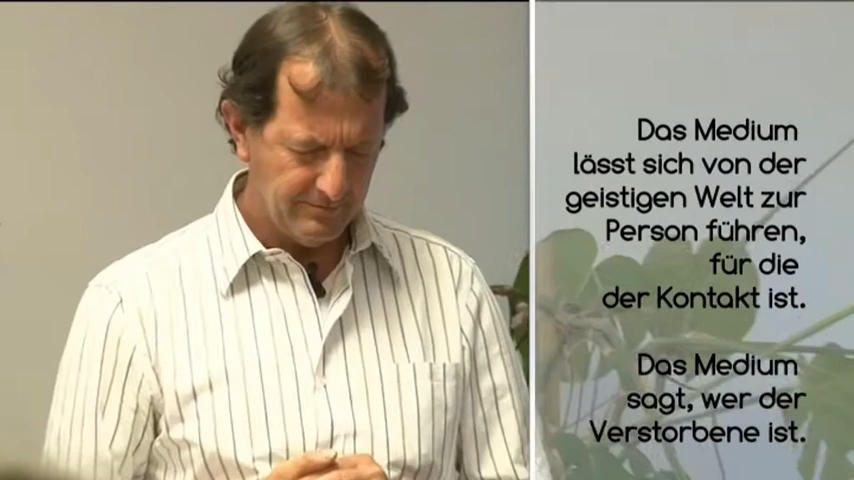 Das Medium
lässt sich von der
geistigen Welt zur
Person führen,
für die
der Kontakt ist.
Das Medium
sagt, wer der
Verstorbene ist.